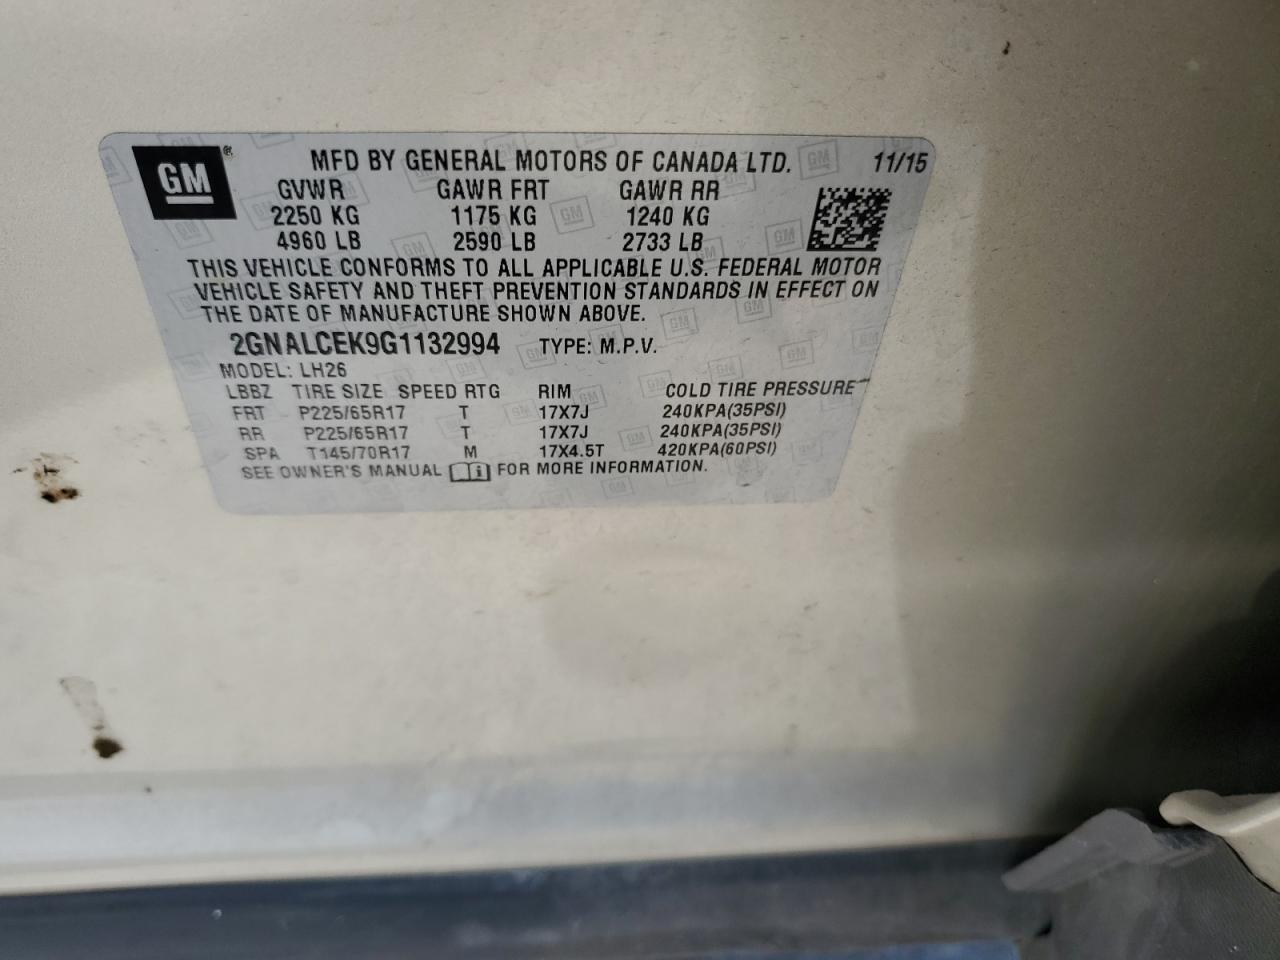 GM ® MFD BY GENERAL MOTORS OF CANADA LTD. 11/15
GVWR GAWR FRT GAWR RR
2250 KG 1175 KG 1240 KG
4960 LB 2590 LB 2733 LB
THIS VEHICLE CONFORMS TO ALL APPLICABLE U.S. FEDERAL MOTOR
VEHICLE SAFETY AND THEFT PREVENTION STANDARDS IN EFFECT ON
THE DATE OF MANUFACTURE SHOWN ABOVE.
2GNALCEK9G1132994 TYPE: M.P.V.
MODEL: LH26
LBBZ TIRE SIZE SPEED RTG RIM COLD TIRE PRESSURE
FRT P225/65R17 T 17X7J 240KPA(35PSI)
RR P225/65R17 T 17X7J 240KPA(35PSI)
SPA T145/70R17 M 17X4.5T 420KPA(60PSI)
SEE OWNER'S MANUAL FOR MORE INFORMATION.